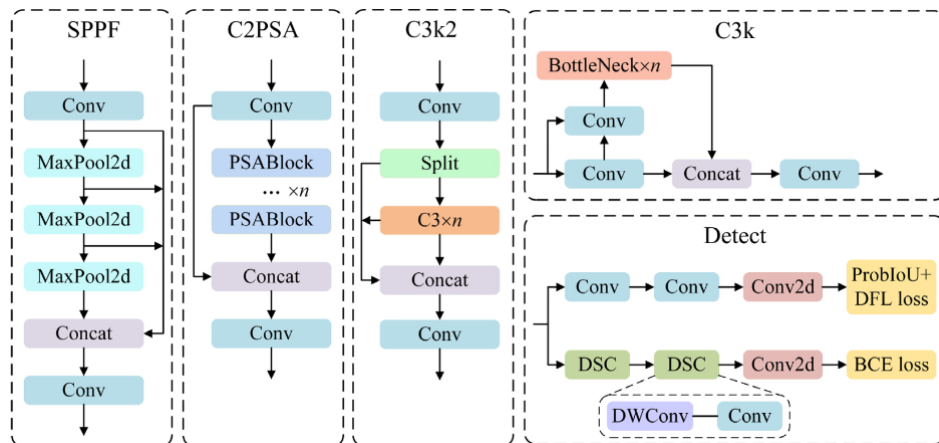 SPPF
Conv
MaxPool2d
MaxPool2d
MaxPool2d
Concat
Conv
C2PSA
Conv
PSABlock
... ×n
PSABlock
Concat
Conv
C3k2
Conv
Split
C3×n
Concat
Conv
C3k
BottleNeck×n
Conv
Conv
Concat
Conv
Detect
Conv
Conv
Conv2d
ProbIoU+
DFL loss
DSC
DSC
Conv2d
BCE loss
DWConv
Conv